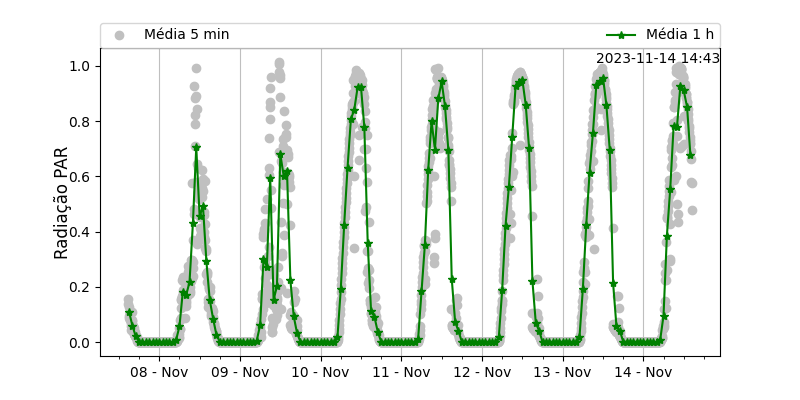 Média 5 min
Média 1 h
2023-11-14 14:43
Radiação PAR
1.0
0.8
0.6
0.4
0.2
0.0
08 - Nov
09 - Nov
10 - Nov
11 - Nov
12 - Nov
13 - Nov
14 - Nov